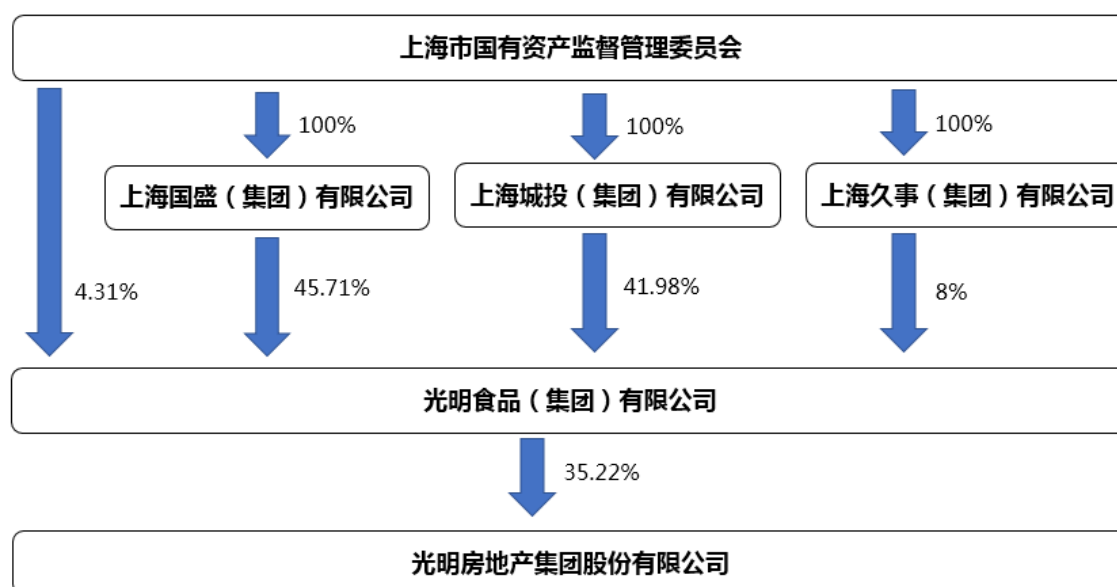 上海市国有资产监督管理委员会
100%
100%
100%
上海国盛（集团）有限公司
上海城投（集团）有限公司
上海久事（集团）有限公司
4.31%
45.71%
41.98%
8%
光明食品（集团）有限公司
35.22%
光明房地产集团股份有限公司